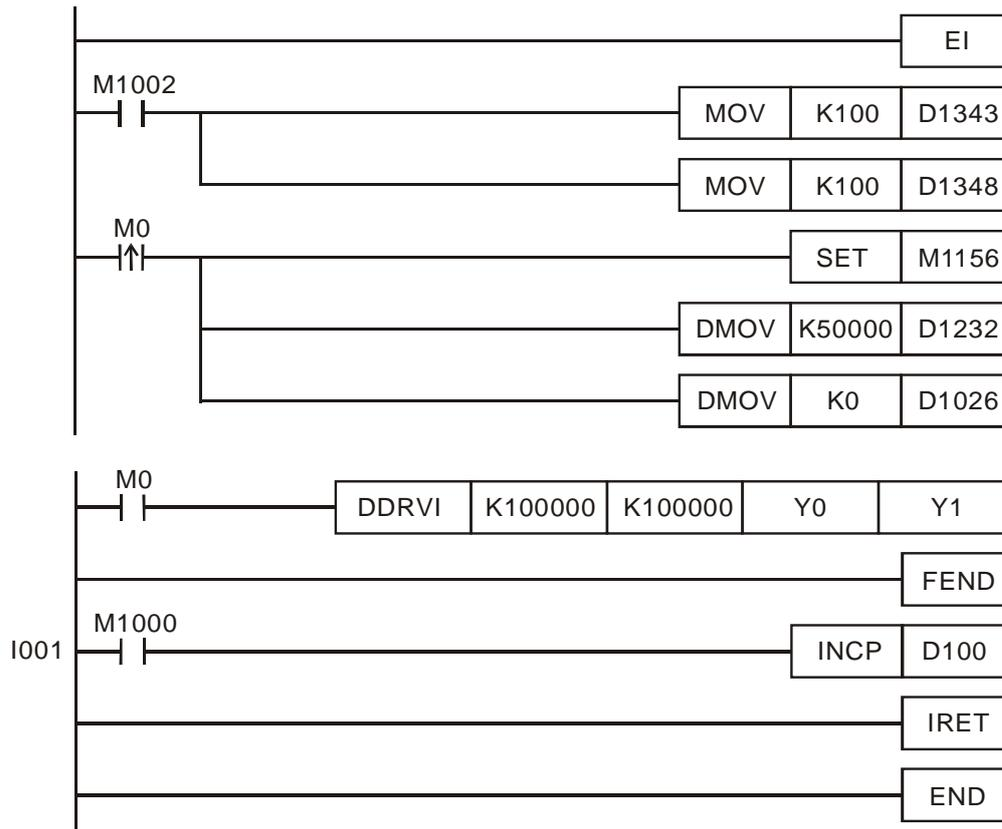 EI
M1002
MOV K100 D1343
MOV K100 D1348
M0
SET M1156
DMOV K50000 D1232
DMOV K0 D1026
M0
DDRVI K100000 K100000 Y0 Y1
FEND
M1000
I001 INCP D100
IRET
END